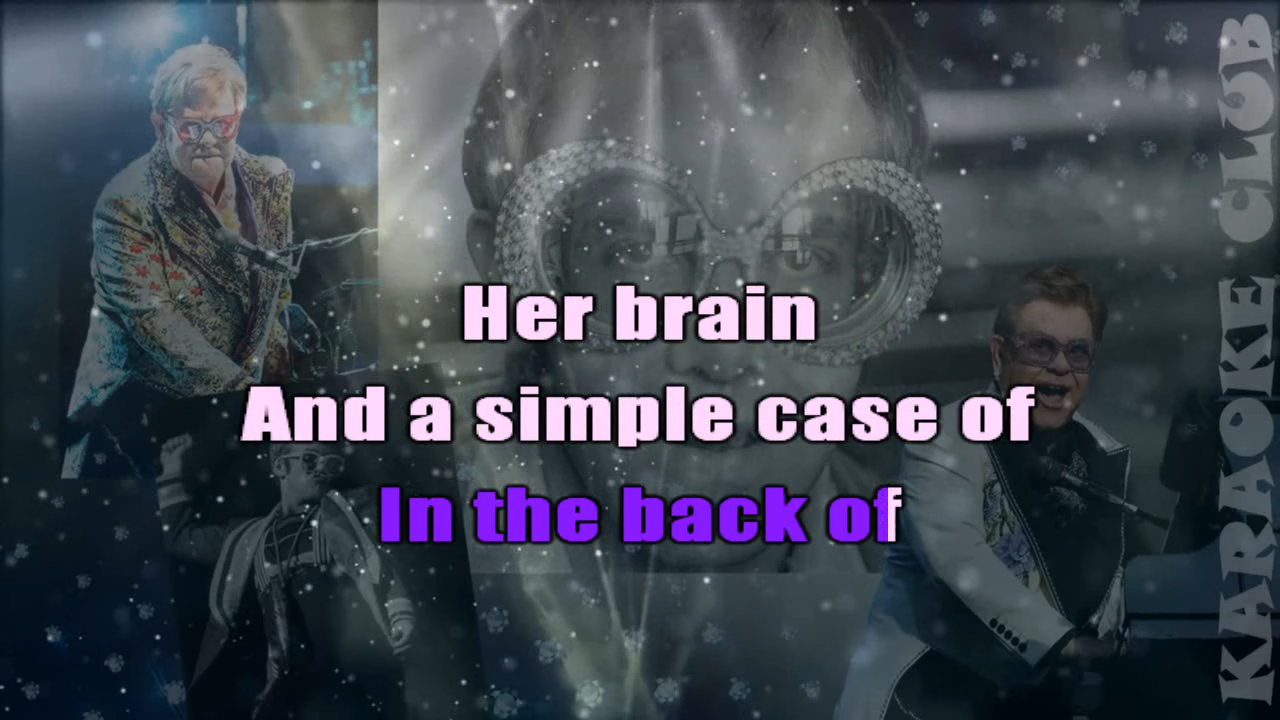 Her brain
And a simple case of
In the back of
KARAOKE CLUB